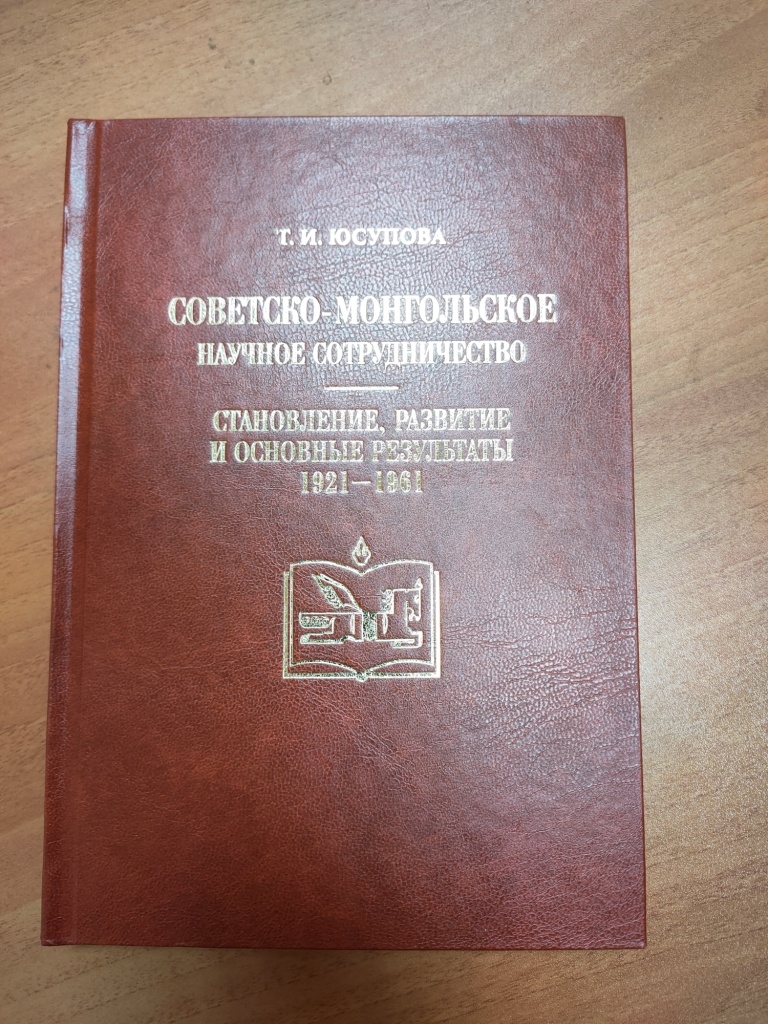 Т. И. ЮСУПОВА
СОВЕТСКО-МОНГОЛЬСКОЕ
НАУЧНОЕ СОТРУДНИЧЕСТВО
СТАНОВЛЕНИЕ, РАЗВИТИЕ
И ОСНОВНЫЕ РЕЗУЛЬТАТЫ
1921—1961